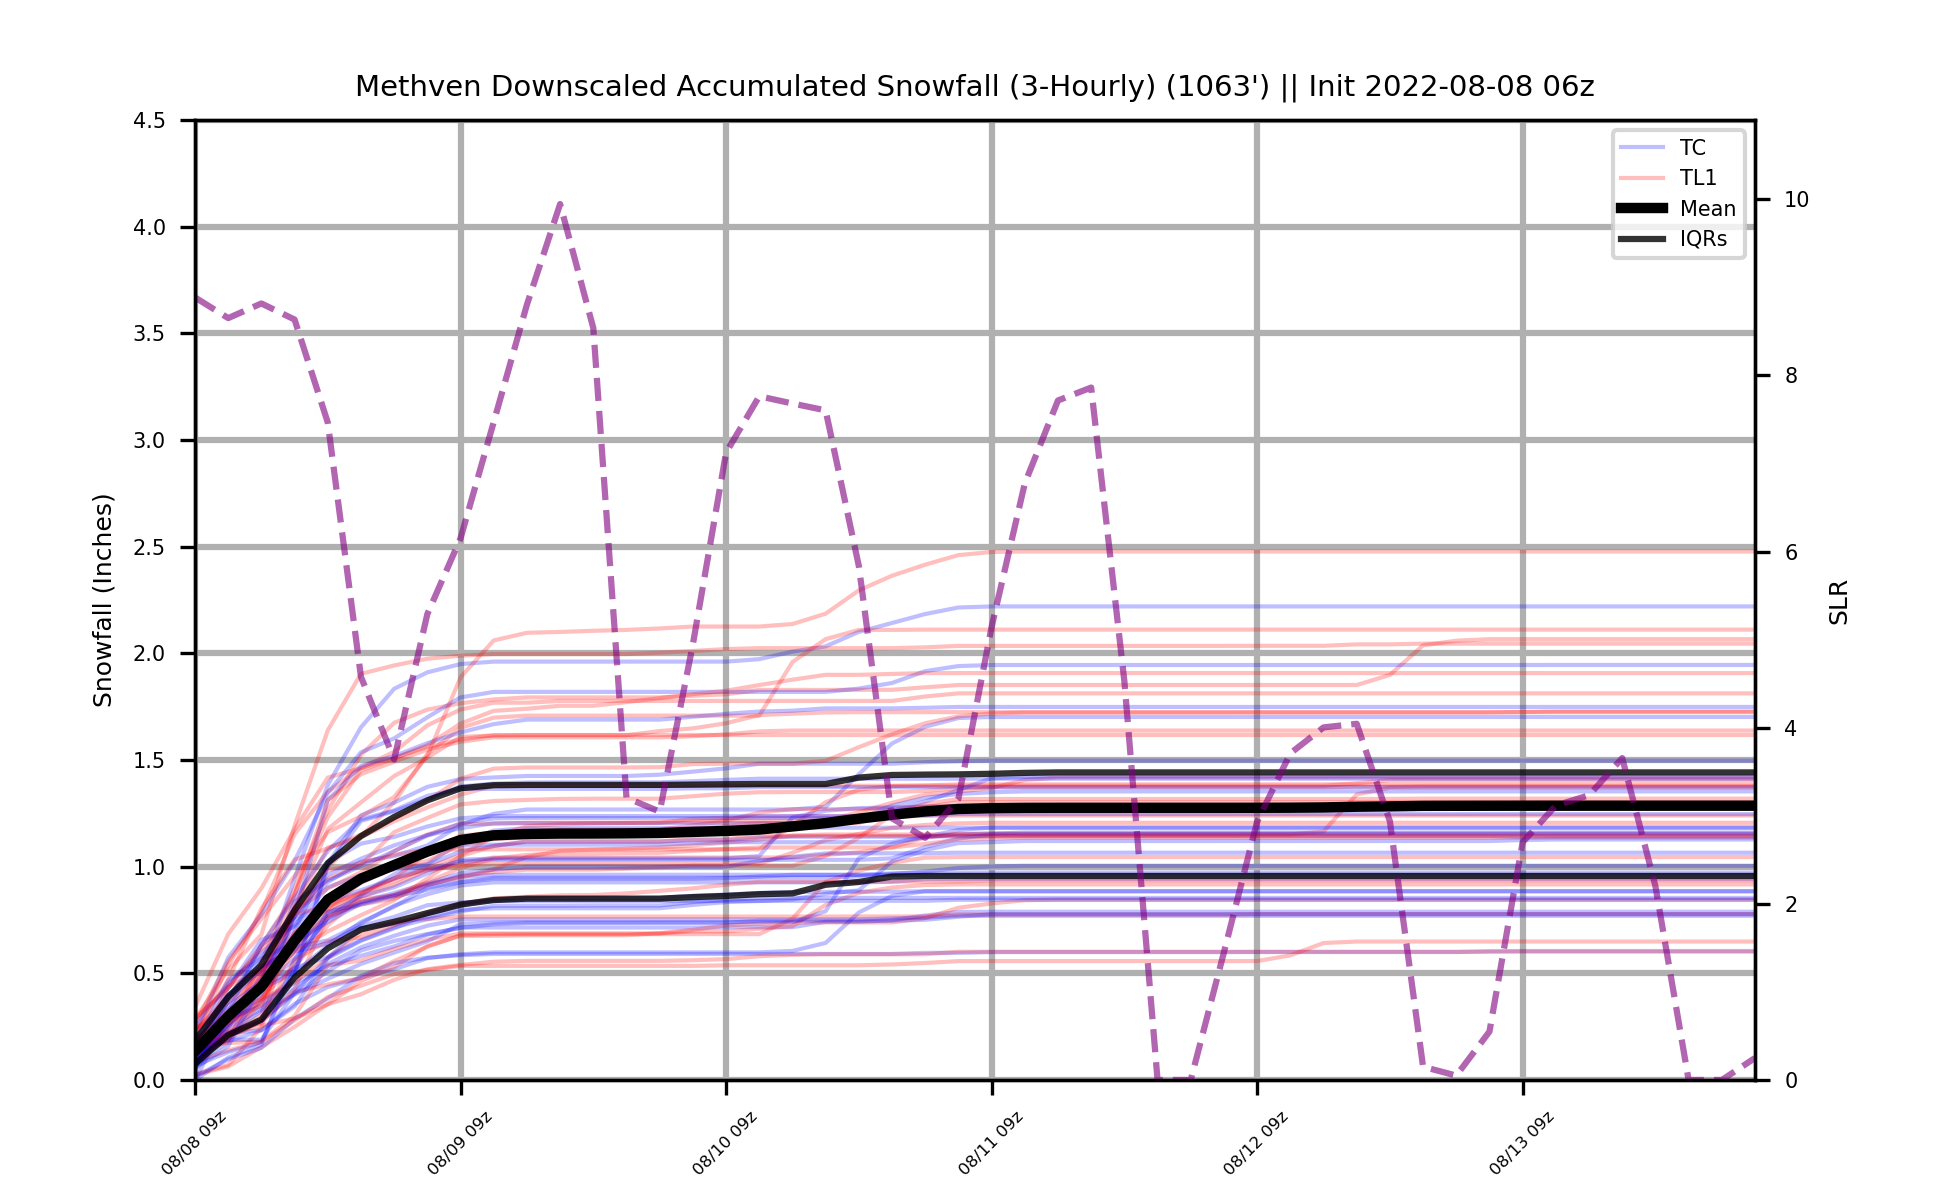 Methven Downscaled Accumulated Snowfall (3-Hourly) (1063') || Init 2022-08-08 06z
4.5
4.0
3.5
3.0
2.5
2.0
1.5
1.0
0.5
0.0
Snowfall (Inches)
TC
TL1
Mean
IQRs
10
8
6
4
2
0
SLR
08/08 09z
08/09 09z
08/10 09z
08/11 09z
08/12 09z
08/13 09z